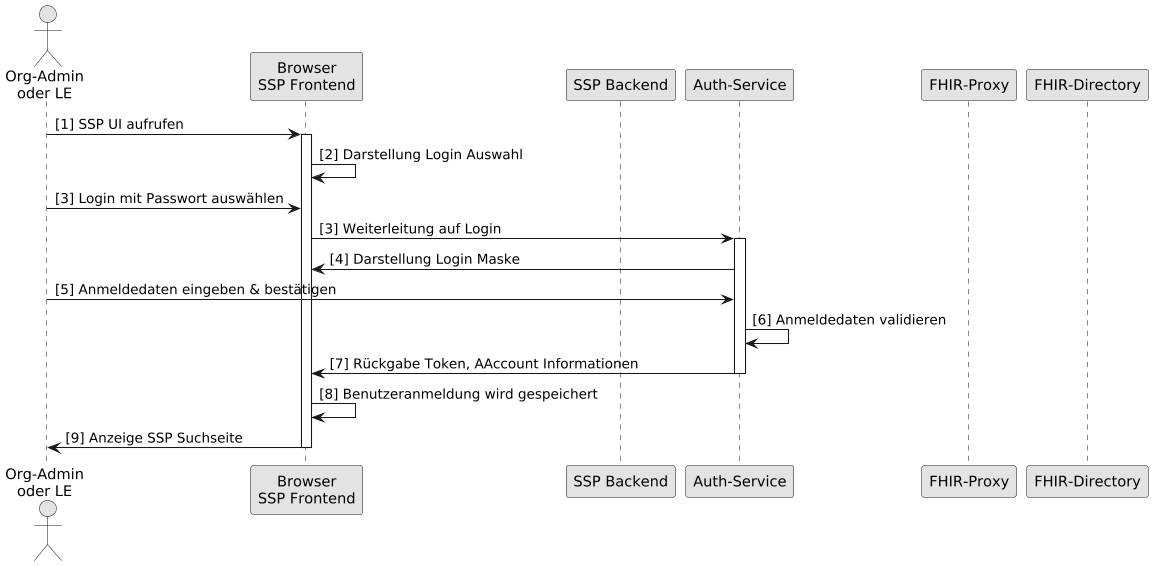 Org-Admin
oder LE
Browser
SSP Frontend
SSP Backend
Auth-Service
FHIR-Proxy
FHIR-Directory
[1] SSP UI aufrufen
[2] Darstellung Login Auswahl
[3] Login mit Passwort auswählen
[3] Weiterleitung auf Login
[4] Darstellung Login Maske
[5] Anmeldedaten eingeben & bestätigen
[6] Anmeldedaten validieren
[7] Rückgabe Token, AAccount Informationen
[8] Benutzeranmeldung wird gespeichert
[9] Anzeige SSP Suchseite
Org-Admin
oder LE
Browser
SSP Frontend
SSP Backend
Auth-Service
FHIR-Proxy
FHIR-Directory